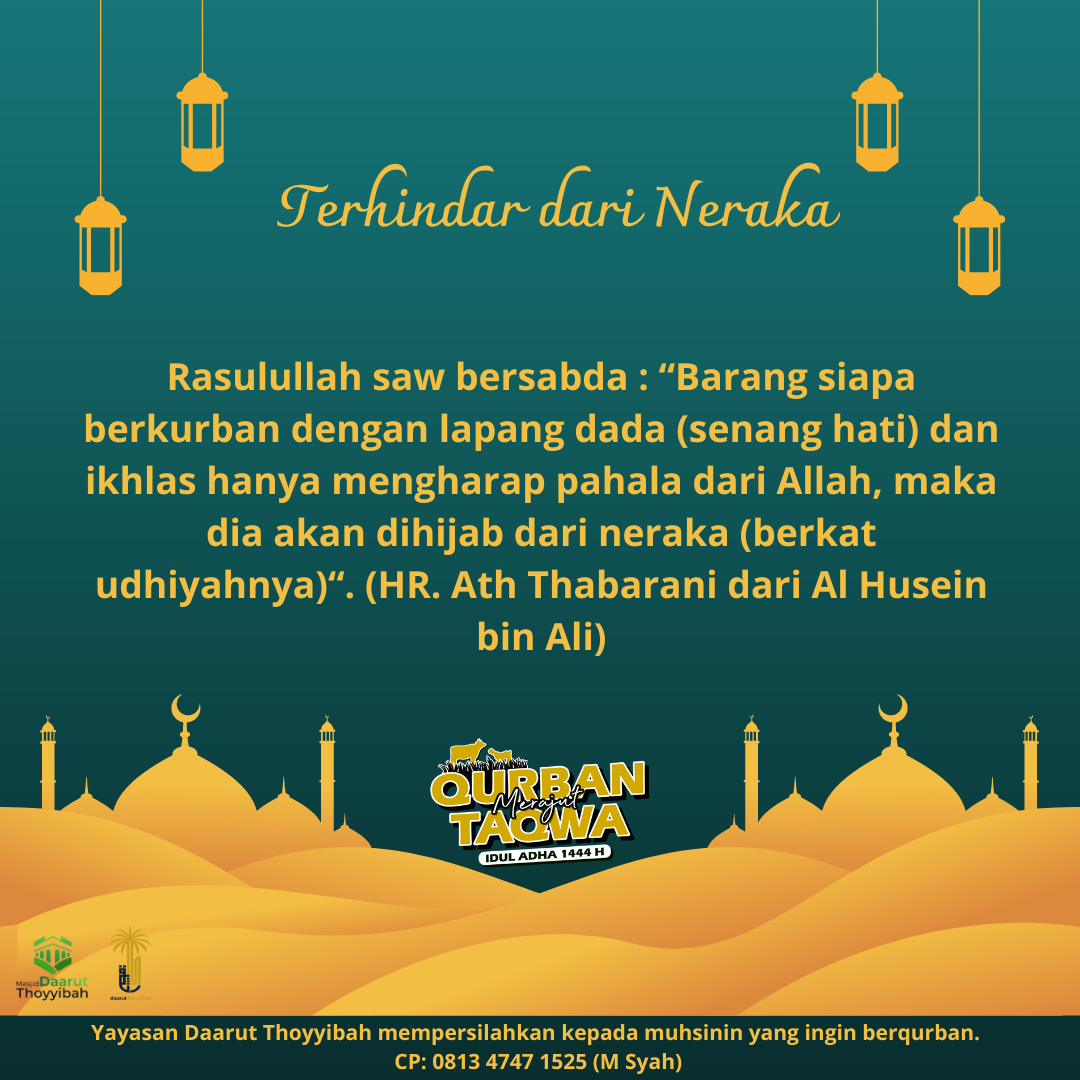 Terhindar dari Neraka
Rasulullah saw bersabda : “Barang siapa
berkurban dengan lapang dada (senang hati) dan
ikhlas hanya mengharap pahala dari Allah, maka
dia akan dihijab dari neraka (berkat
udhiyahnya)“. (HR. Ath Thabarani dari Al Husein
bin Ali)
QURBAN
Merajut
TAQWA
IDUL ADHA 1444 H
Masjid Daarut
Thoyyibah
daarut thoyyibah
Yayasan Daarut Thoyyibah mempersilahkan kepada muhsinin yang ingin berqurban.
CP: 0813 4747 1525 (M Syah)